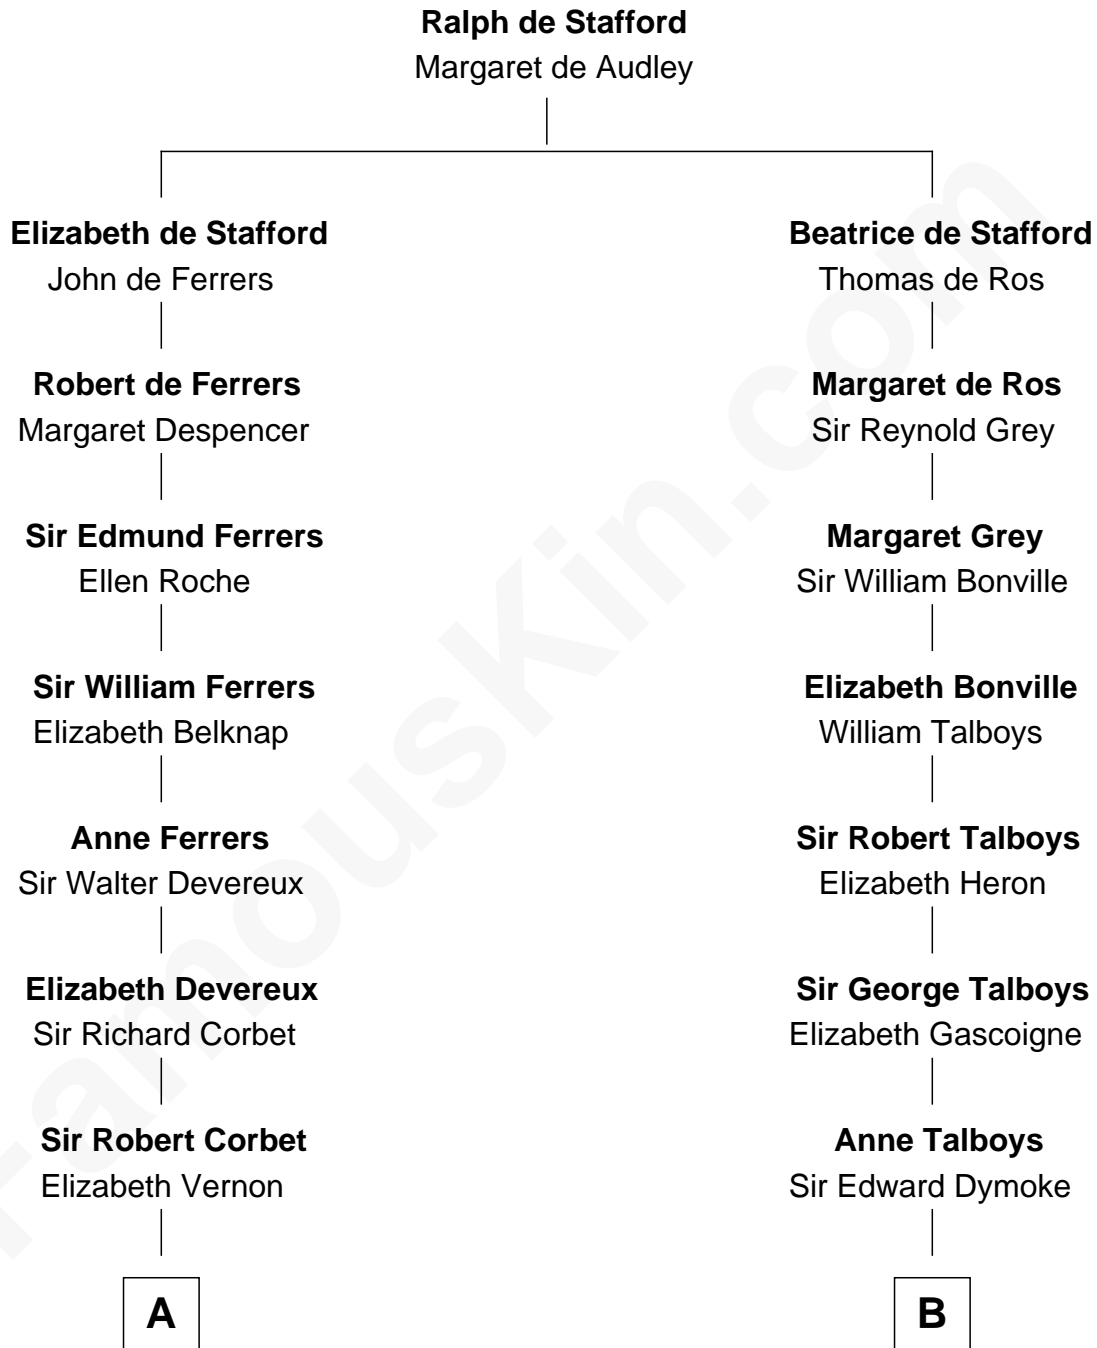 Ralph de Stafford
Margaret de Audley
Elizabeth de Stafford
John de Ferrers
Robert de Ferrers
Margaret Despencer
Sir Edmund Ferrers
Ellen Roche
Sir William Ferrers
Elizabeth Belknap
Anne Ferrers
Sir Walter Devereux
Elizabeth Devereux
Sir Richard Corbet
Sir Robert Corbet
Elizabeth Vernon
A
Beatrice de Stafford
Thomas de Ros
Margaret de Ros
Sir Reynold Grey
Margaret Grey
Sir William Bonville
Elizabeth Bonville
William Talboys
Sir Robert Talboys
Elizabeth Heron
Sir George Talboys
Elizabeth Gascoigne
Anne Talboys
Sir Edward Dymoke
B
FamousKin.com